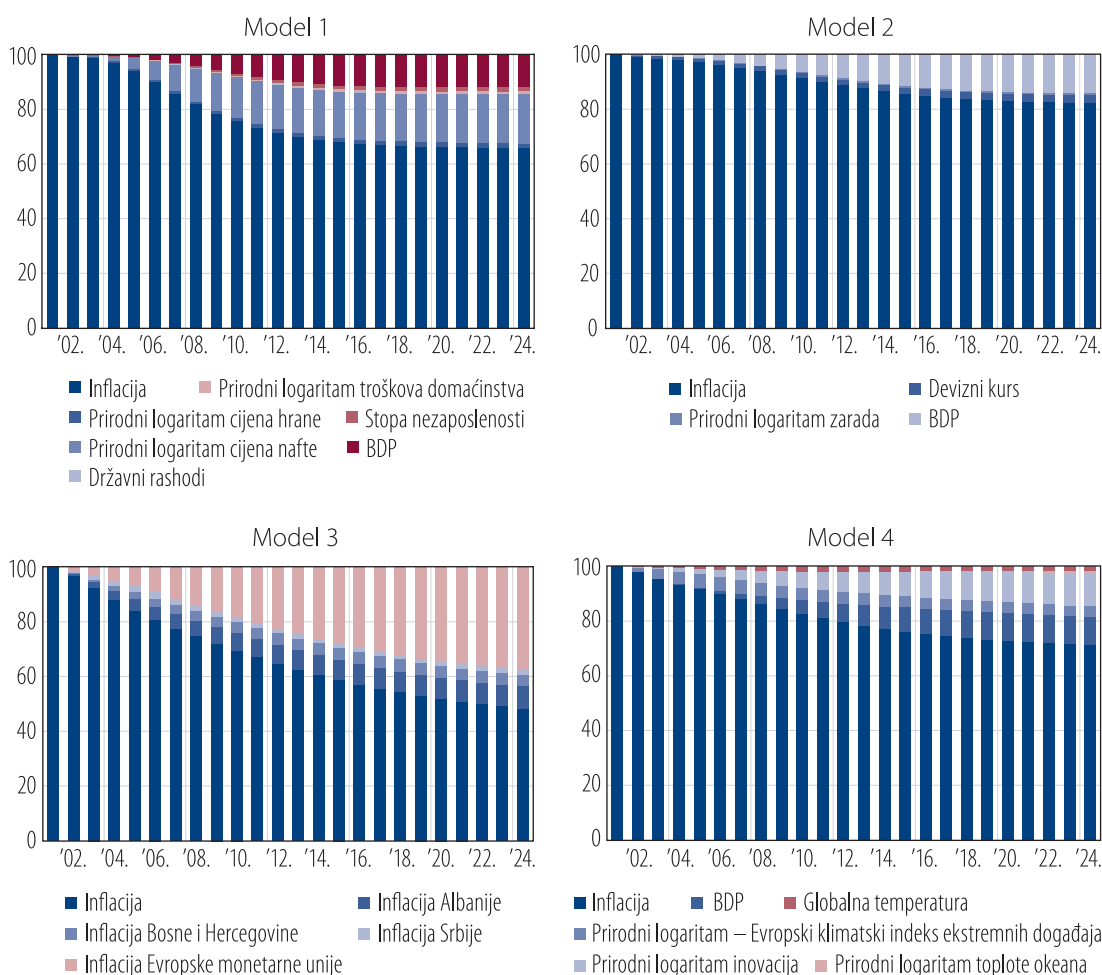 Model 1
100
80
60
40
20
0
'02. '04. '06. '08. '10. '12. '14. '16. '18. '20. '22. '24.
Inflacija
Prirodni logaritam troškova domaćinstva
Prirodni logaritam cijena hrane
Stopa nezaposlenosti
Prirodni logaritam cijena nafte
BDP
Državni rashodi
Model 2
100
80
60
40
20
0
'02. '04. '06. '08. '10. '12. '14. '16. '18. '20. '22. '24.
Inflacija
Devizni kurs
Prirodni logaritam zarada
BDP
Model 3
100
80
60
40
20
0
'02. '04. '06. '08. '10. '12. '14. '16. '18. '20. '22. '24.
Inflacija
Inflacija Albanije
Inflacija Bosne i Hercegovine
Inflacija Srbije
Inflacija Evropske monetarne unije
Model 4
100
80
60
40
20
0
'02. '04. '06. '08. '10. '12. '14. '16. '18. '20. '22. '24.
Inflacija
BDP
Globalna temperatura
Prirodni logaritam – Evropski klimatski indeks ekstremnih događaja
Prirodni logaritam inovacija
Prirodni logaritam toplote okeana